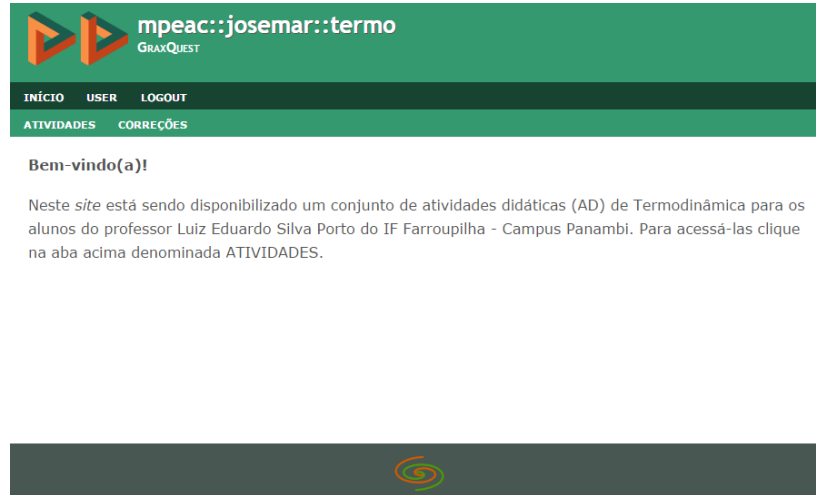 mpeac::josemar::termo
GraxQuest
INÍCIO USER LOGOUT
ATIVIDADES CORREÇÕES
Bem-vindo(a)!
Neste site está sendo disponibilizado um conjunto de atividades didáticas (AD) de Termodinâmica para os
alunos do professor Luiz Eduardo Silva Porto do IF Farroupilha - Campus Panambi. Para acessá-las clique
na aba acima denominada ATIVIDADES.